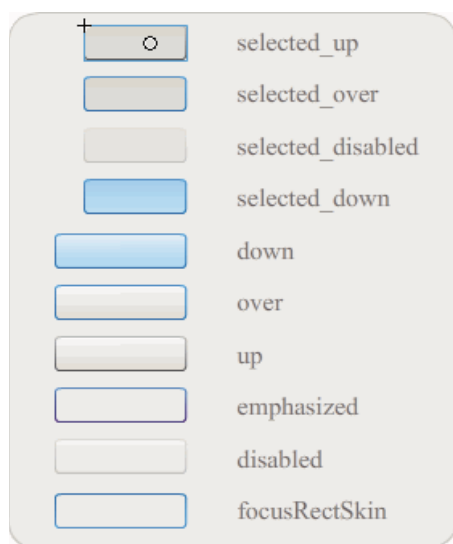 selected_up
selected_over
selected_disabled
selected_down
down
over
up
emphasized
disabled
focusRectSkin